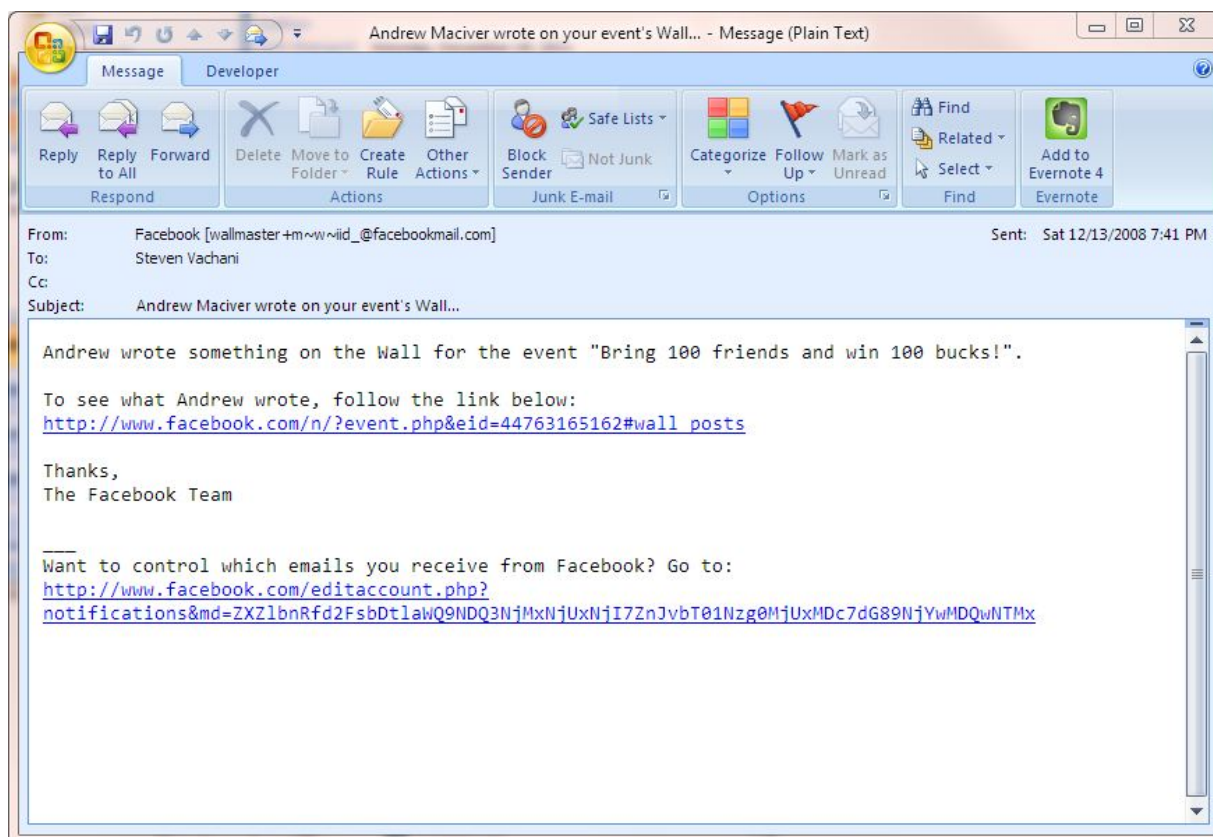 Andrew Maciver wrote on your event's Wall... - Message (Plain Text)
Message Developer
Reply Reply to All Forward
Delete Move to Folder Create Rule Other Actions
Block Sender Safe Lists Not Junk
Categorize Follow Up Mark as Unread
Find Related Select
Add to Evernote 4
Respond Actions Junk E-mail Options Find Evernote
From: Facebook [wallmaster+m~w~iid_@facebookmail.com] Sent: Sat 12/13/2008 7:41 PM
To: Steven Vachani
Cc:
Subject: Andrew Maciver wrote on your event's Wall...
Andrew wrote something on the Wall for the event "Bring 100 friends and win 100 bucks!".
To see what Andrew wrote, follow the link below:
http://www.facebook.com/n/?event.php&eid=44763165162#wall_posts
Thanks,
The Facebook Team
___
Want to control which emails you receive from Facebook? Go to:
http://www.facebook.com/editaccount.php?
notifications&md=ZXZlbnRfd2FsbDtlaWQ9NDQ3NjMxNjUxNjI7ZnJvbT01Nzg0MjUxMDc7dG89NjYwMDQwNTMx